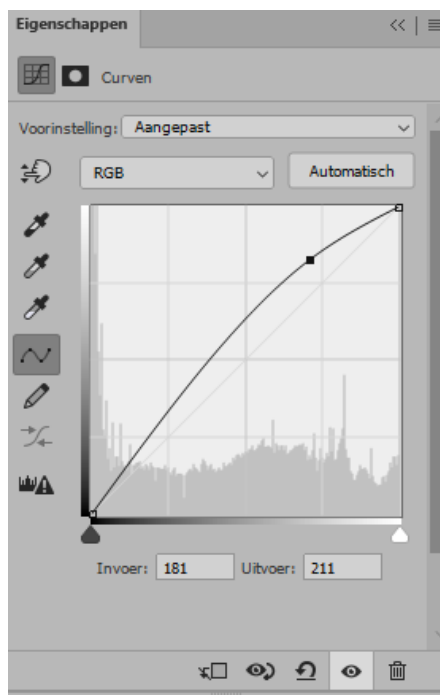 Eigenschappen
Curven
Voorinstelling: Aangepast
RGB Automatisch
Invoer: 181 Uitvoer: 211